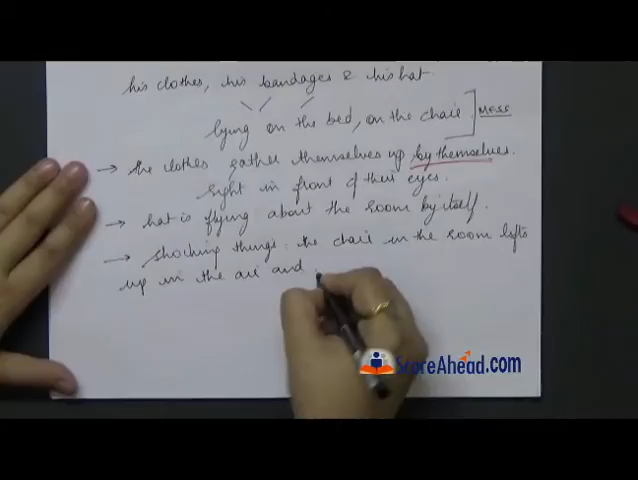 his clothes, his bandages & his hat.
lying on the bed, on the chair ] MESS
→ the clothes gather themselves up by themselves.
right in front of their eyes.
→ hat is flying about the room by itself.
→ shocking things: the chair in the room lifts
up in the air and
ScoreAhead.com